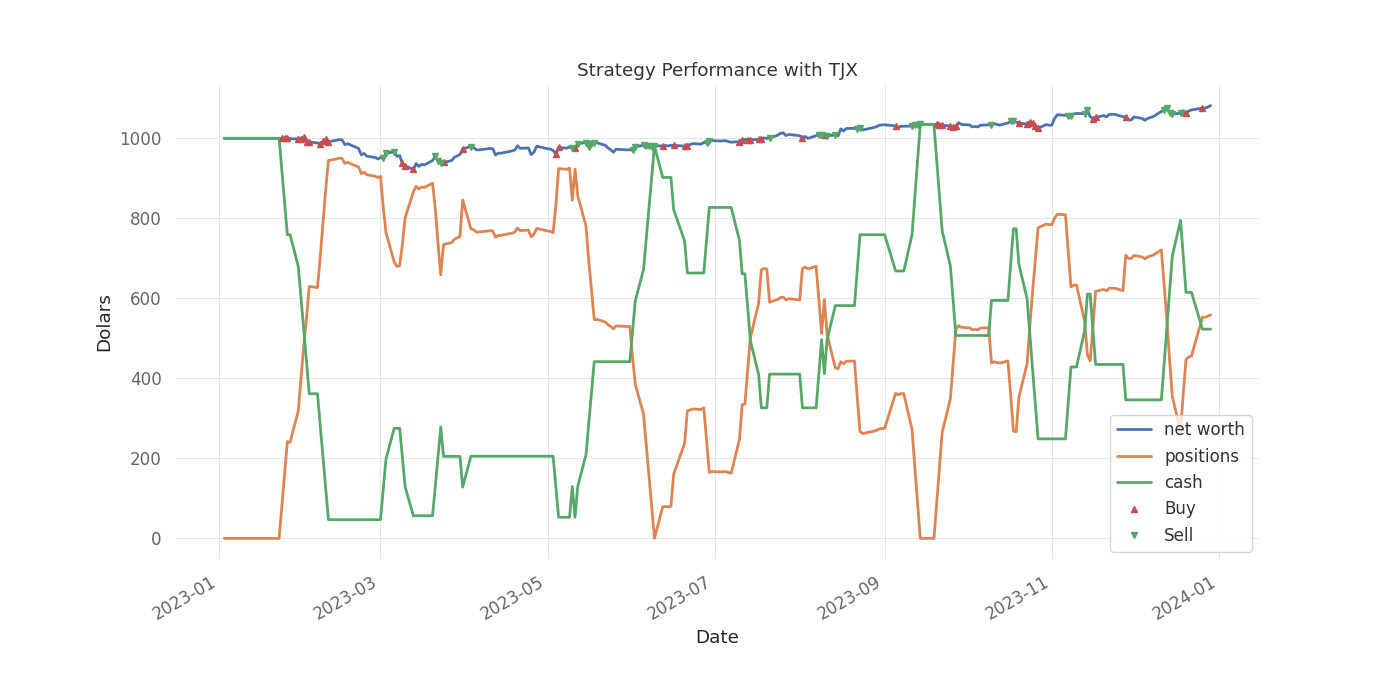 Strategy Performance with TJX
Dolars
1000
800
600
400
200
0
2023-01
2023-03
2023-05
2023-07
2023-09
2023-11
2024-01
Date
net worth
positions
cash
Buy
Sell